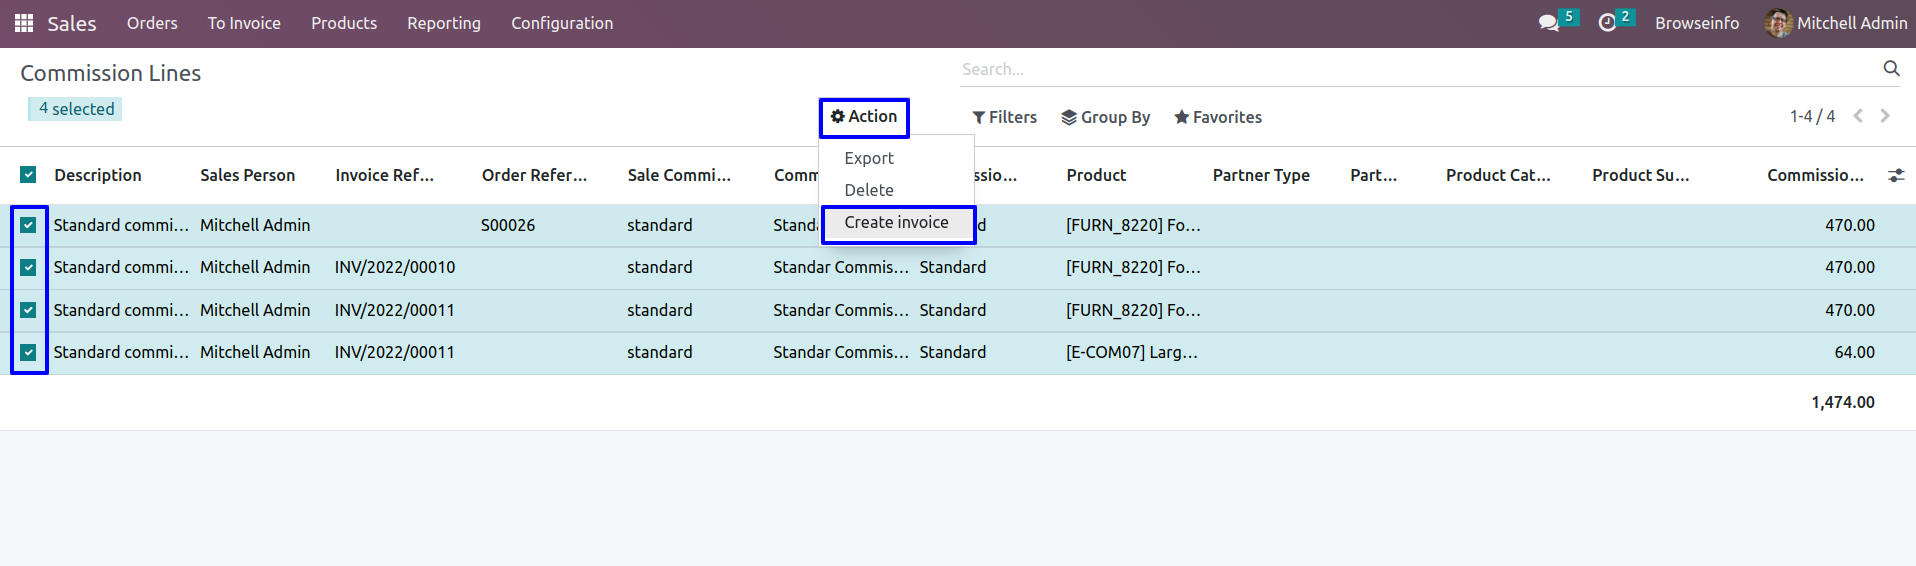 Sales Orders To Invoice Products Reporting Configuration 5 2 Browseinfo Mitchell Admin
Commission Lines
Search...
4 selected
Action Filters Group By Favorites 1-4 / 4
Export
Delete
Create invoice
Description Sales Person Invoice Ref... Order Refer... Sale Commi... Comm ssio... Product Partner Type Part... Product Cat... Product Su... Commissio...
Standard commi... Mitchell Admin S00026 standard Standa d [FURN_8220] Fo... 470.00
Standard commi... Mitchell Admin INV/2022/00010 standard Standar Commis... Standard [FURN_8220] Fo... 470.00
Standard commi... Mitchell Admin INV/2022/00011 standard Standar Commis... Standard [FURN_8220] Fo... 470.00
Standard commi... Mitchell Admin INV/2022/00011 standard Standar Commis... Standard [E-COM07] Larg... 64.00
1,474.00